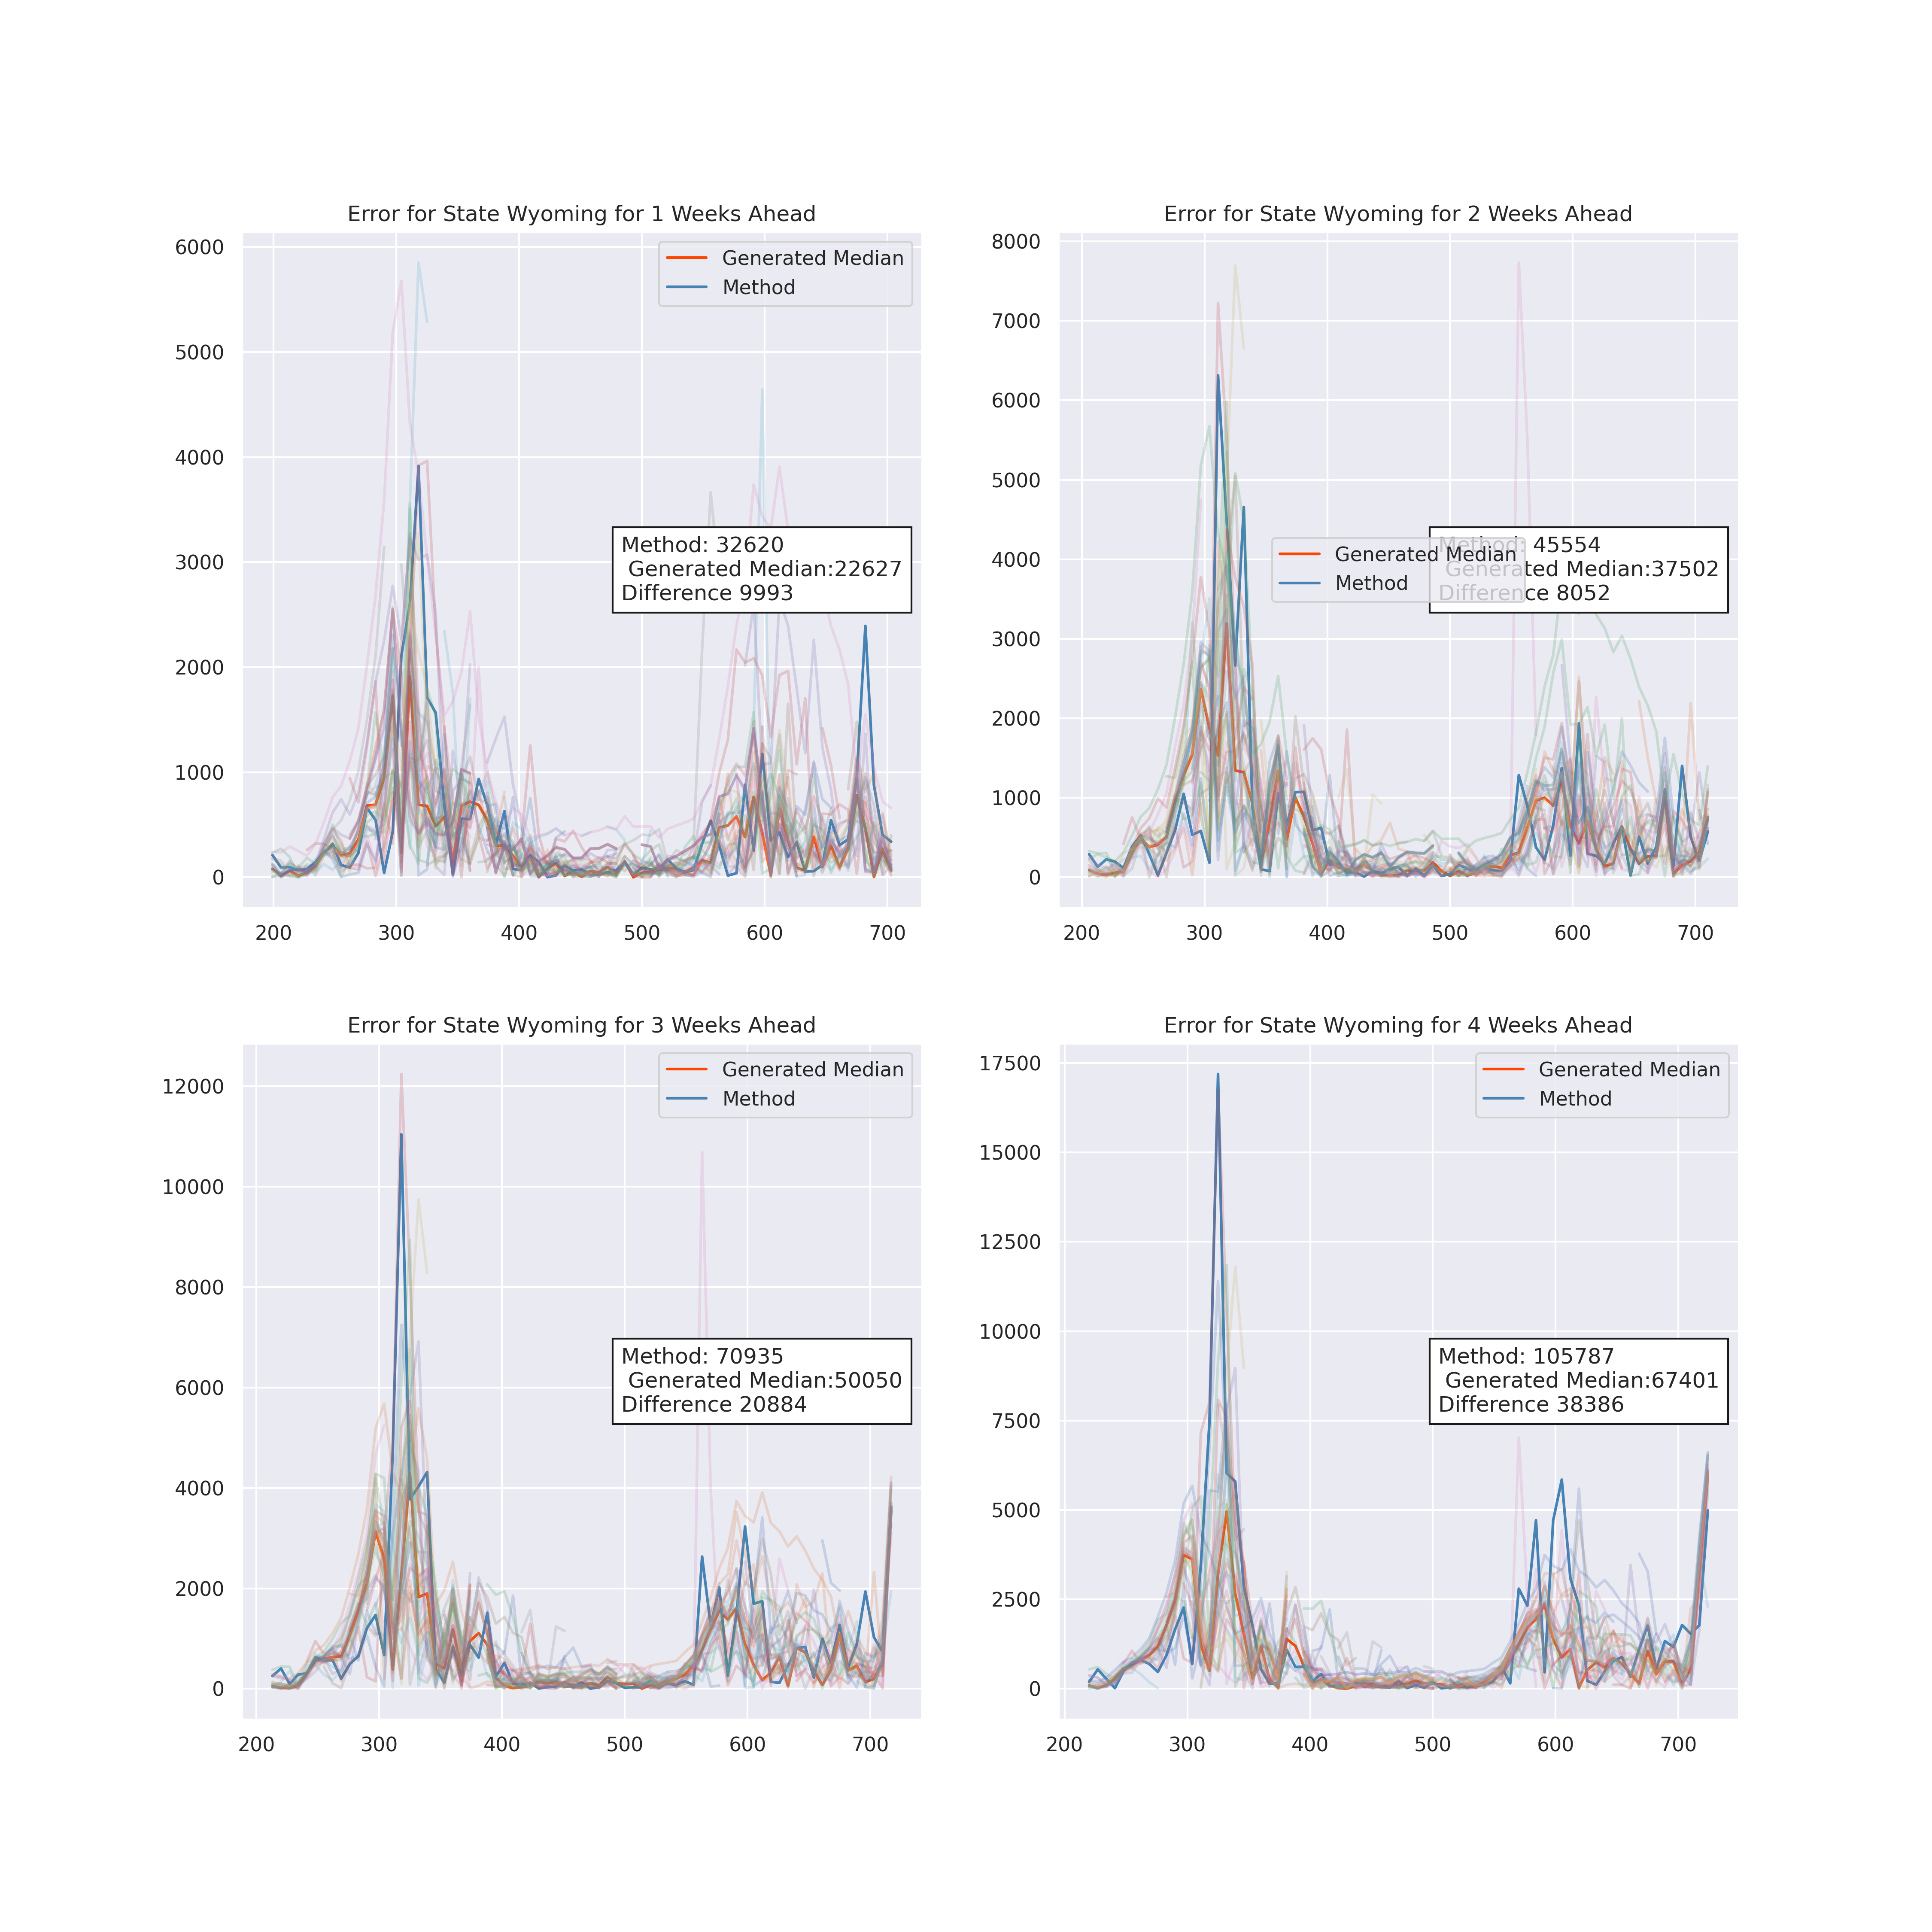 Error for State Wyoming for 1 Weeks Ahead
6000
5000
4000
3000
2000
1000
0
200 300 400 500 600 700
Generated Median
Method
Method: 32620
Generated Median:22627
Difference 9993
Error for State Wyoming for 2 Weeks Ahead
8000
7000
6000
5000
4000
3000
2000
1000
0
200 300 400 500 600 700
Generated Median
Method
Method: 45554
Generated Median:37502
Difference 8052
Error for State Wyoming for 3 Weeks Ahead
12000
10000
8000
6000
4000
2000
0
200 300 400 500 600 700
Generated Median
Method
Method: 70935
Generated Median:50050
Difference 20884
Error for State Wyoming for 4 Weeks Ahead
17500
15000
12500
10000
7500
5000
2500
0
200 300 400 500 600 700
Generated Median
Method
Method: 105787
Generated Median:67401
Difference 38386